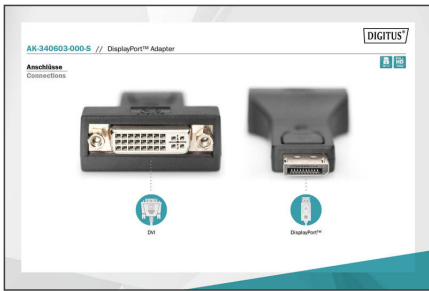 DIGITUS®
AK-340603-000-S // DisplayPort™ Adapter
Anschlüsse
Connections
DVI
DisplayPort™